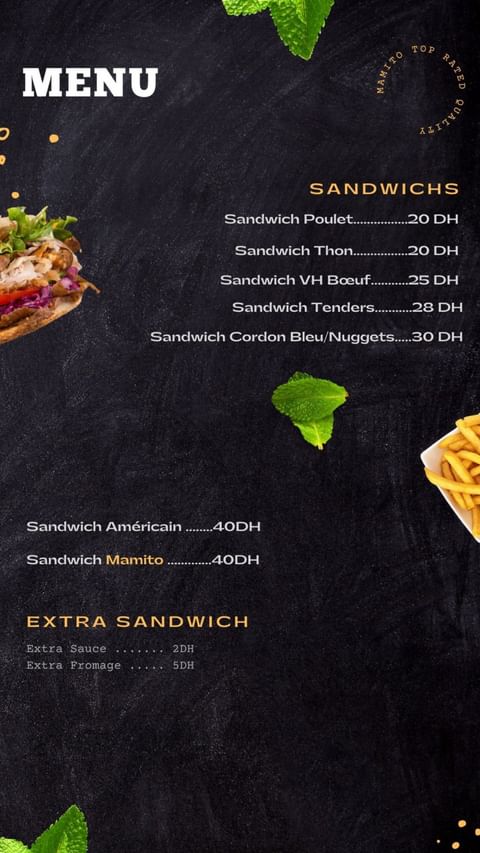 MENU
MAMITO TOP RATED QUALITY
SANDWICHS
Sandwich Poulet................20 DH
Sandwich Thon................20 DH
Sandwich VH Bœuf...........25 DH
Sandwich Tenders...........28 DH
Sandwich Cordon Bleu/Nuggets.....30 DH
Sandwich Américain ........40DH
Sandwich Mamito .............40DH
EXTRA SANDWICH
Extra Sauce ....... 2DH
Extra Fromage ..... 5DH